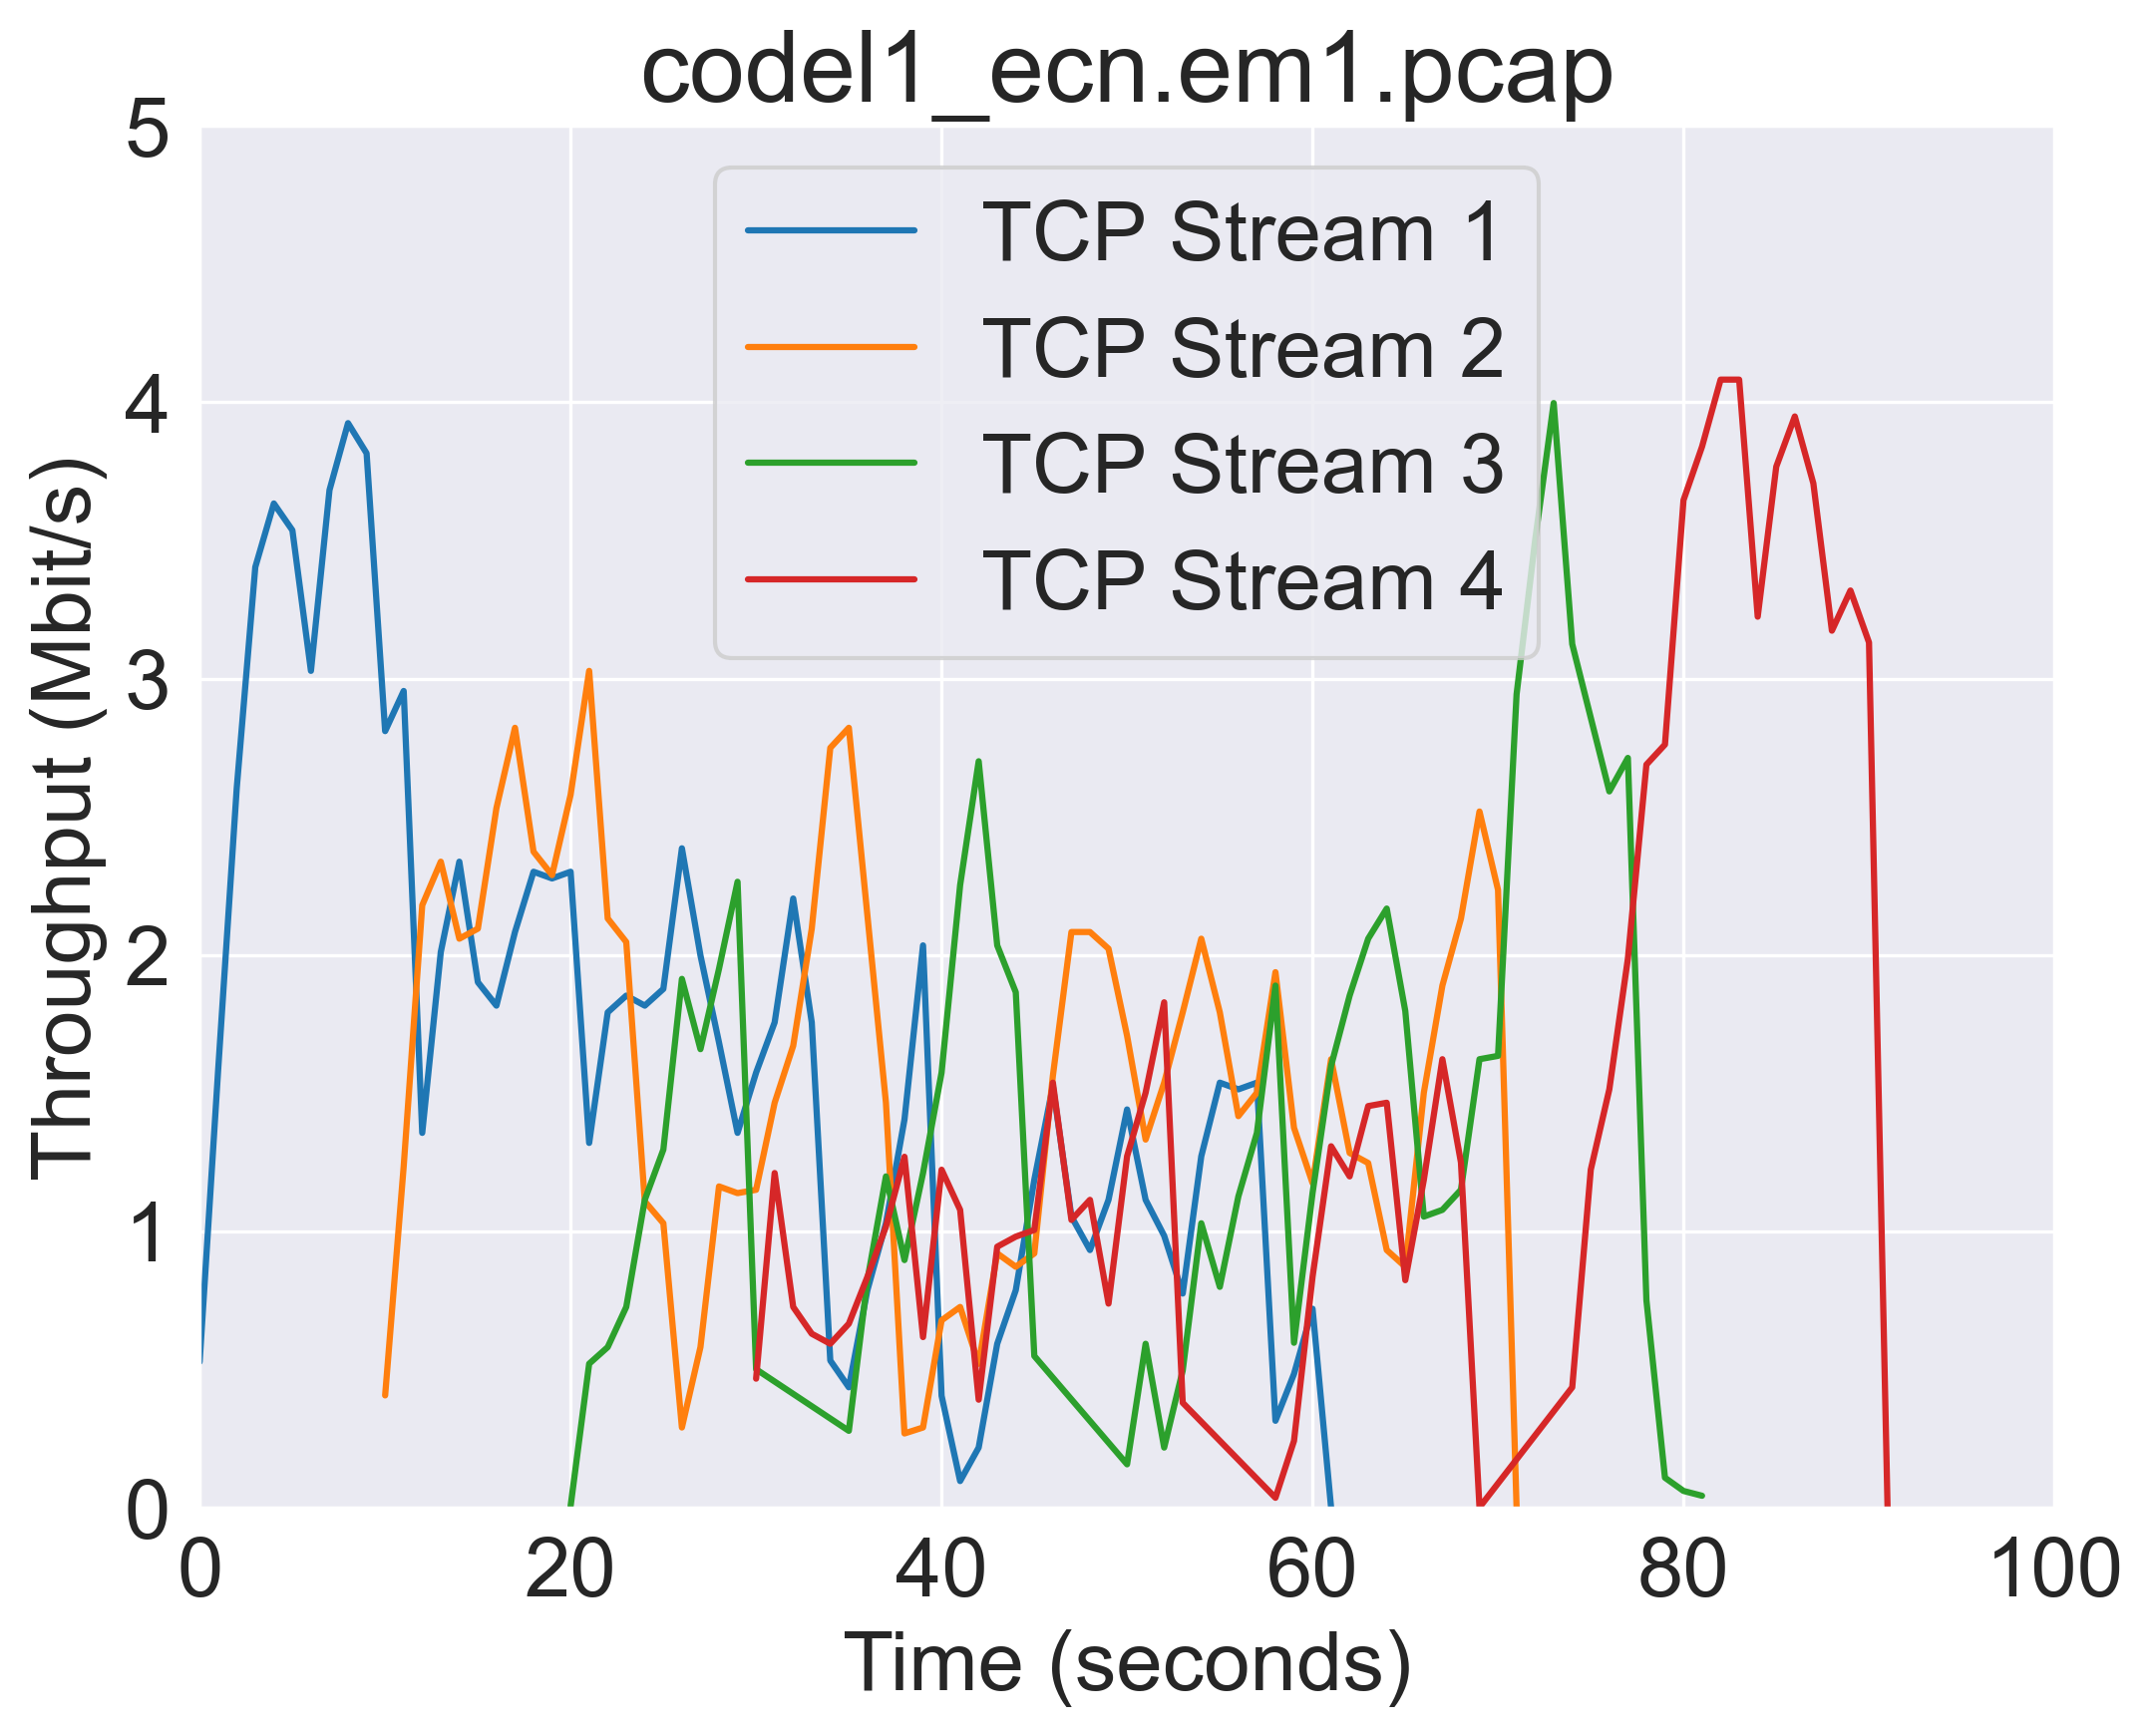 codel1_ecn.em1.pcap
5
4
3
2
1
0
Throughput (Mbit/s)
TCP Stream 1
TCP Stream 2
TCP Stream 3
TCP Stream 4
0 20 40 60 80 100
Time (seconds)